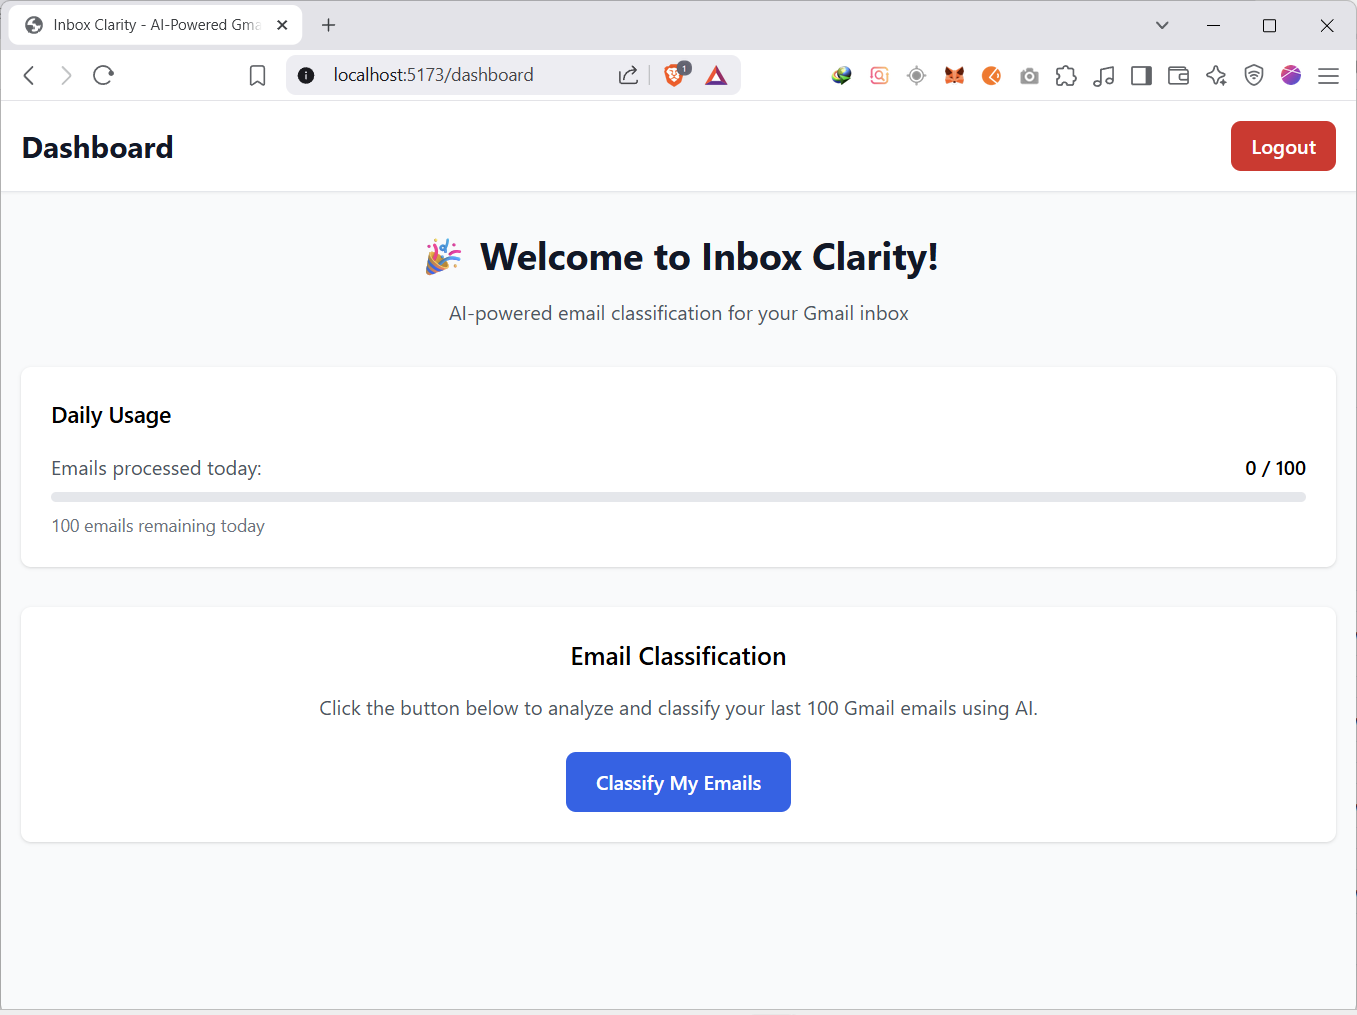 Inbox Clarity - AI-Powered Gma
localhost:5173/dashboard
1
Dashboard
Logout
🎉 Welcome to Inbox Clarity!
AI-powered email classification for your Gmail inbox
Daily Usage
Emails processed today:
0 / 100
100 emails remaining today
Email Classification
Click the button below to analyze and classify your last 100 Gmail emails using AI.
Classify My Emails